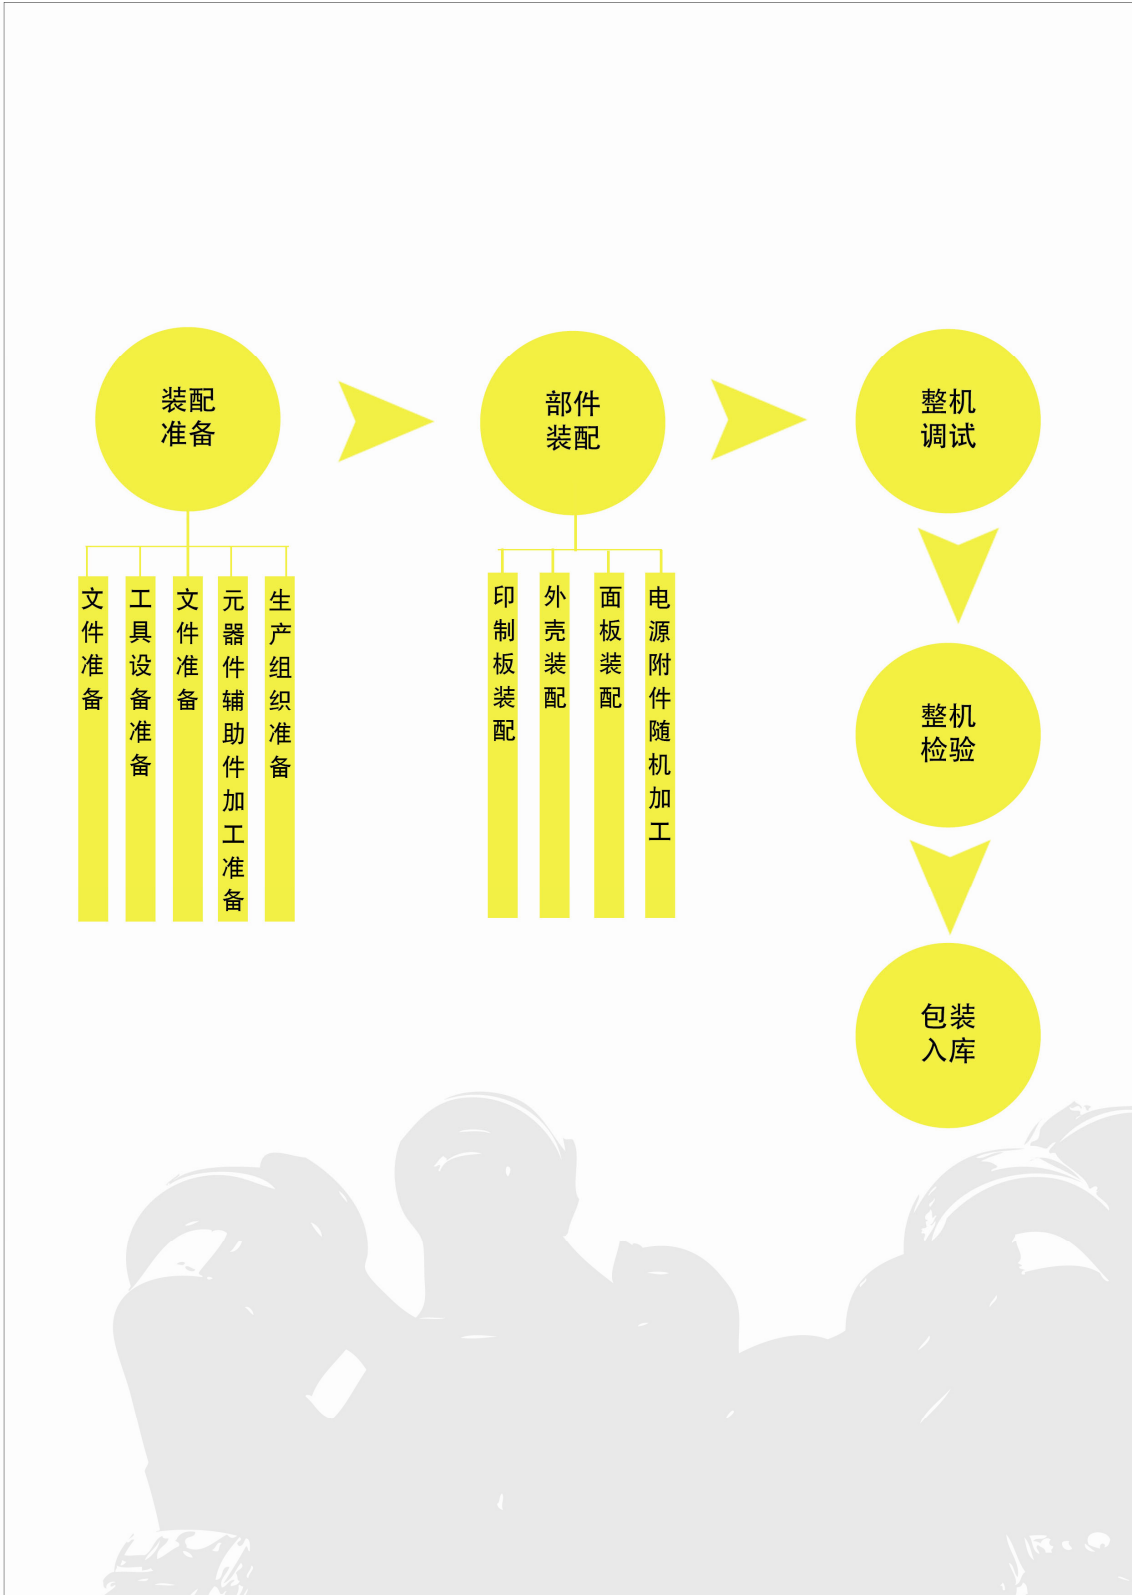 装配
准备
部件
装配
整机
调试
文件准备
工具设备准备
文件准备
元器件辅助件加工准备
生产组织准备
印制板装配
外壳装配
面板装配
电源附件随机加工
整机
检验
包装
入库